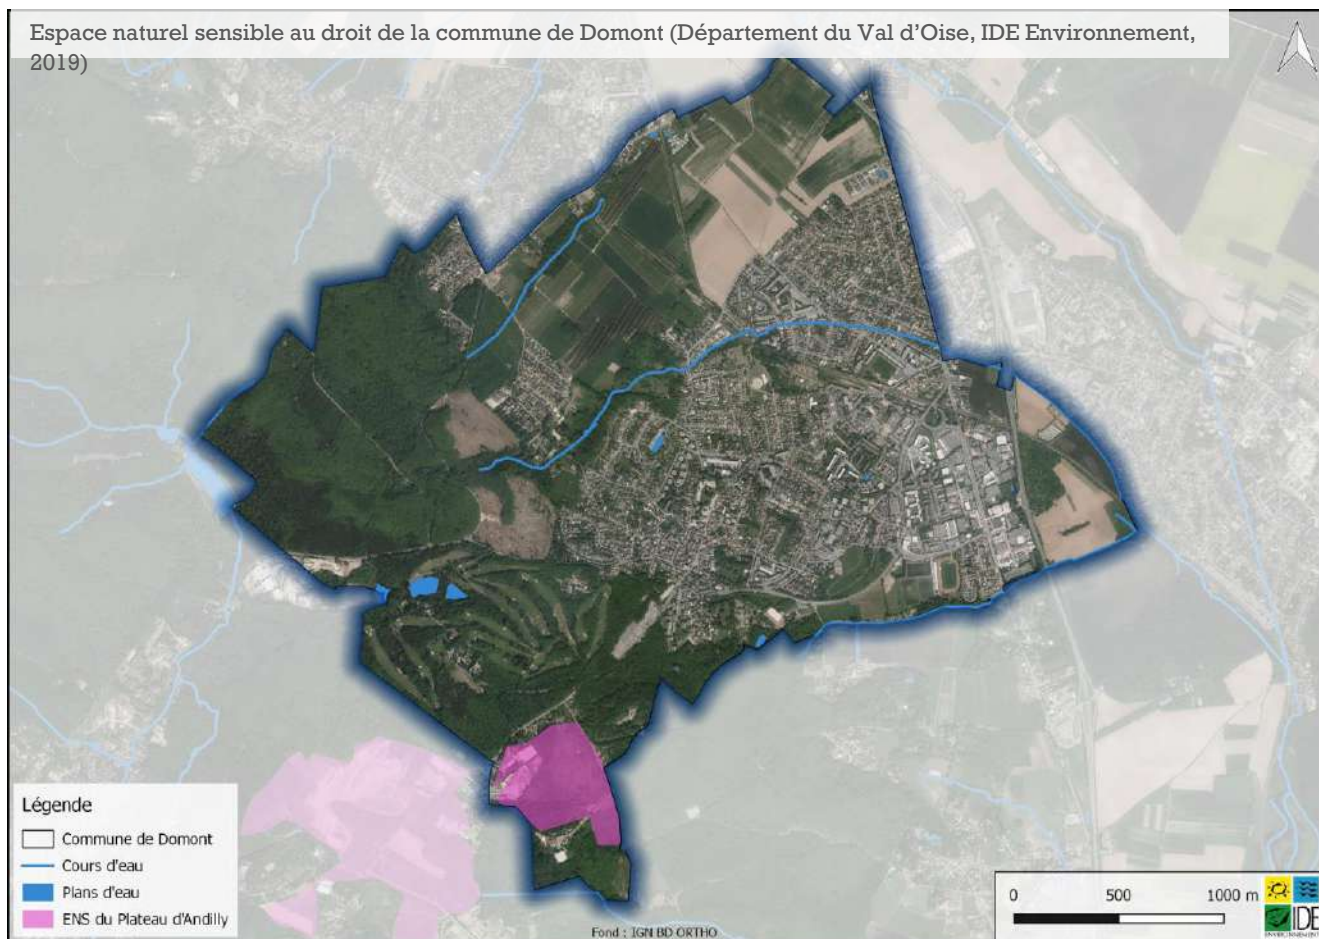 Espace naturel sensible au droit de la commune de Domont (Département du Val d'Oise, IDE Environnement,
2019)
Légende
Commune de Domont
Cours d'eau
Plans d'eau
ENS du Plateau d'Andilly
Fond : IGN BD ORTHO
0 500 1000 m
IDE
ENVIRONNEMENT